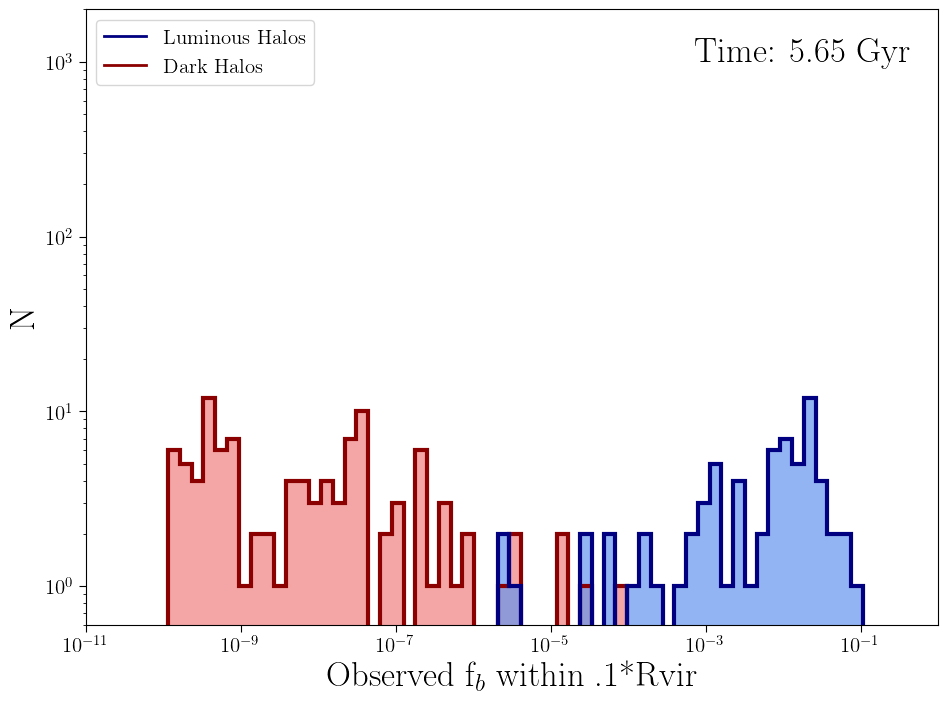 Luminous Halos
Dark Halos
Time: 5.65 Gyr
N
10³
10²
10¹
10⁰
10⁻¹¹
10⁻⁹
10⁻⁷
10⁻⁵
10⁻³
10⁻¹
Observed f_b within .1*Rvir